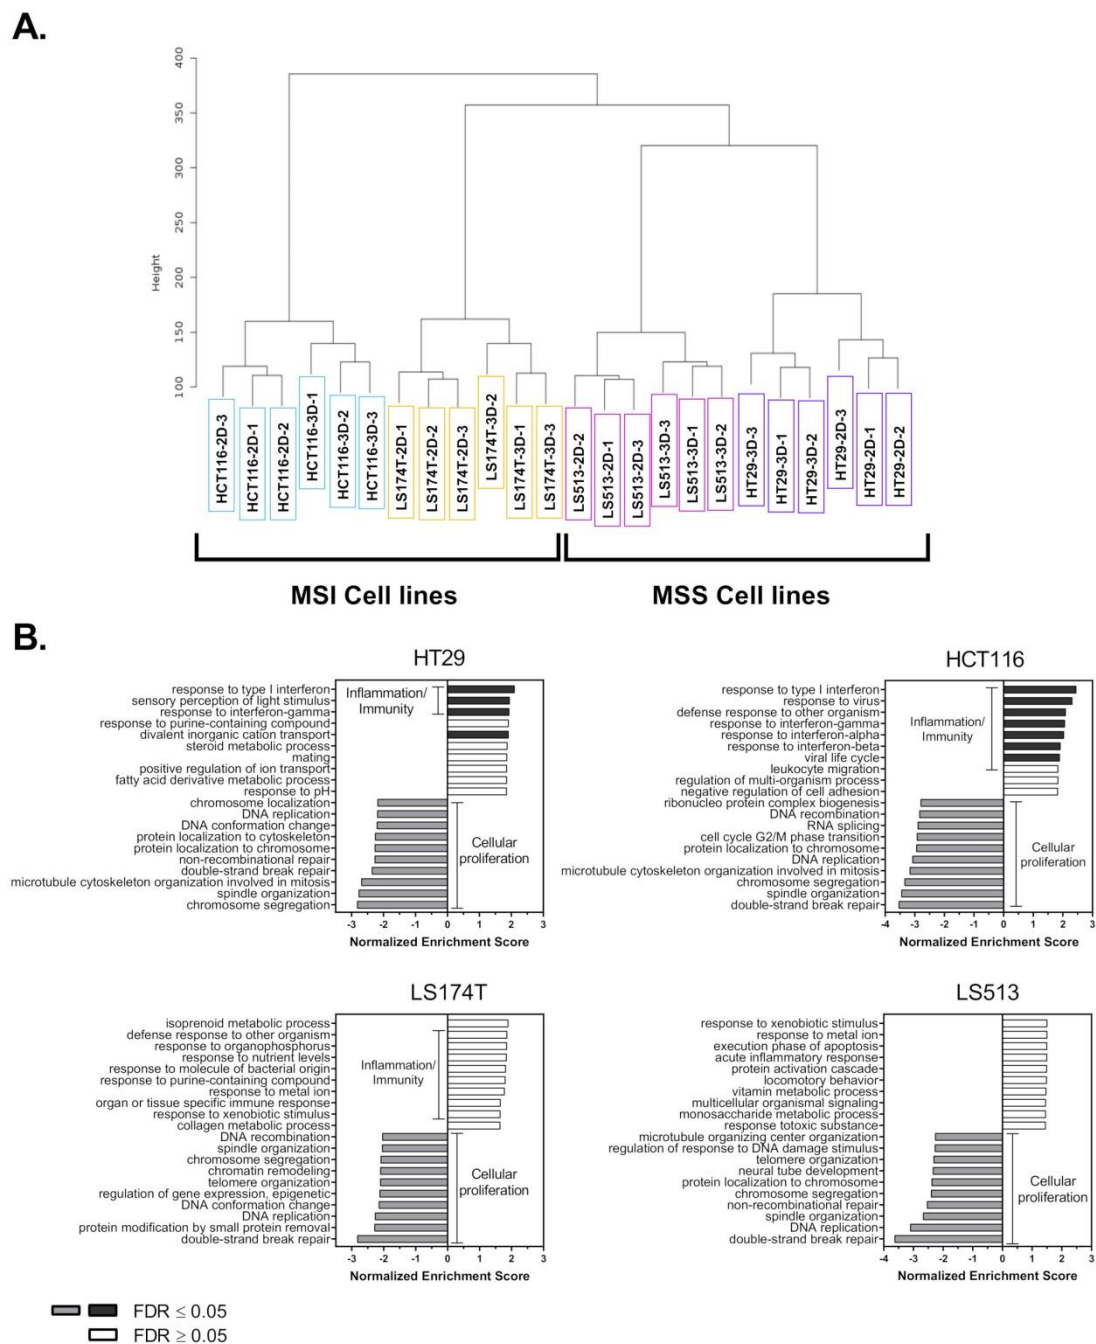 A.
400
350
300
250
200
150
100
Height
HCT116-2D-3
HCT116-2D-1
HCT116-2D-2
HCT116-3D-1
HCT116-3D-2
HCT116-3D-3
LS174T-2D-1
LS174T-2D-2
LS174T-2D-3
LS174T-3D-2
LS174T-3D-1
LS174T-3D-3
LS513-2D-2
LS513-2D-1
LS513-2D-3
LS513-3D-3
LS513-3D-1
LS513-3D-2
HT29-3D-3
HT29-3D-1
HT29-3D-2
HT29-2D-3
HT29-2D-1
HT29-2D-2
MSI Cell lines
MSS Cell lines
B.
HT29
response to type I interferon
sensory perception of light stimulus
response to interferon-gamma
response to purine-containing compound
divalent inorganic cation transport
steroid metabolic process
mating
positive regulation of ion transport
fatty acid derivative metabolic process
response to pH
chromosome localization
DNA replication
DNA conformation change
protein localization to cytoskeleton
protein localization to chromosome
non-recombinational repair
double-strand break repair
microtubule cytoskeleton organization involved in mitosis
spindle organization
chromosome segregation
Inflammation/
Immunity
Cellular
proliferation
-3 -2 -1 0 1 2 3
Normalized Enrichment Score
HCT116
response to type I interferon
response to virus
defense response to other organism
response to interferon-gamma
response to interferon-alpha
response to interferon-beta
viral life cycle
leukocyte migration
regulation of multi-organism process
negative regulation of cell adhesion
ribonucleo protein complex biogenesis
DNA recombination
RNA splicing
cell cycle G2/M phase transition
protein localization to chromosome
DNA replication
microtubule cytoskeleton organization involved in mitosis
chromosome segregation
spindle organization
double-strand break repair
Inflammation/
Immunity
Cellular
proliferation
-4 -3 -2 -1 0 1 2 3
Normalized Enrichment Score
LS174T
isoprenoid metabolic process
defense response to other organism
response to organophosphorus
response to nutrient levels
response to molecule of bacterial origin
response to purine-containing compound
response to metal ion
organ or tissue specific immune response
response to xenobiotic stimulus
collagen metabolic process
DNA recombination
spindle organization
chromosome segregation
chromatin remodeling
telomere organization
regulation of gene expression, epigenetic
DNA conformation change
DNA replication
protein modification by small protein removal
double-strand break repair
Inflammation/
Immunity
Cellular
proliferation
-3 -2 -1 0 1 2 3
Normalized Enrichment Score
LS513
response to xenobiotic stimulus
response to metal ion
execution phase of apoptosis
acute inflammatory response
protein activation cascade
locomotory behavior
vitamin metabolic process
multicellular organismal signaling
monosaccharide metabolic process
response toxotic substance
microtubule organizing center organization
regulation of response to DNA damage stimulus
telomere organization
neural tube development
protein localization to chromosome
chromosome segregation
non-recombinational repair
spindle organization
DNA replication
double-strand break repair
Cellular
proliferation
-4 -3 -2 -1 0 1 2 3
Normalized Enrichment Score
FDR ≤ 0.05
FDR ≥ 0.05